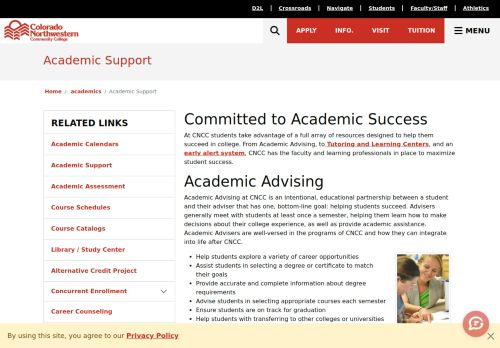 D2L | Crossroads | Navigate | Students | Faculty/Staff | Athletics
Colorado
Northwestern
Community College
APPLY INFO. VISIT TUITION MENU
Academic Support
Home / academics / Academic Support
RELATED LINKS
Academic Calendars
Academic Support
Academic Assessment
Course Schedules
Course Catalogs
Library / Study Center
Alternative Credit Project
Concurrent Enrollment
Career Counseling
Committed to Academic Success
At CNCC students take advantage of a full array of resources designed to help them
succeed in college. From Academic Advising, to Tutoring and Learning Centers, and an
early alert system, CNCC has the faculty and learning professionals in place to maximize
student success.
Academic Advising
Academic Advising at CNCC is an intentional, educational partnership between a student
and their adviser that has one, bottom-line goal: helping students succeed. Advisers
generally meet with students at least once a semester, helping them learn how to make
decisions about their college experience, as well as provide academic assistance.
Academic Advisers are well-versed in the programs of CNCC and how they can integrate
into life after CNCC.
• Help students explore a variety of career opportunities
• Assist students in selecting a degree or certificate to match
their goals
• Provide accurate and complete information about degree
requirements
• Advise students in selecting appropriate courses each semester
• Ensure students are on track for graduation
• Help students with transferring to other colleges or universities
By using this site, you agree to our Privacy Policy
×